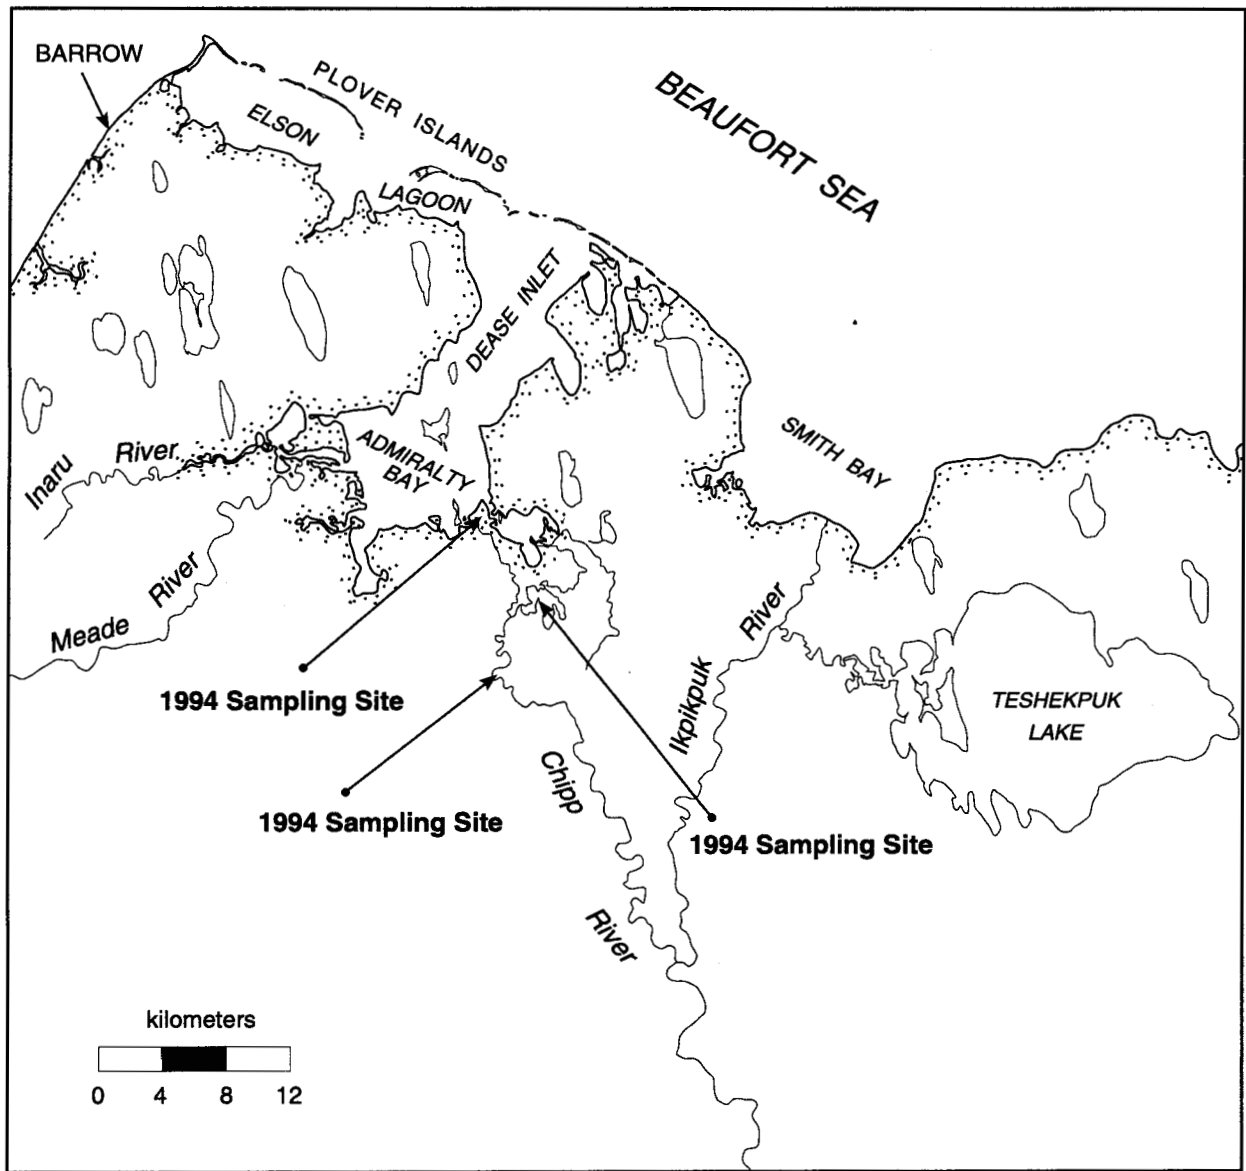 BARROW
PLOVER ISLANDS
BEAUFORT SEA
ELSON
LAGOON
DEASE INLET
SMITH BAY
ADMIRALTY
BAY
Inaru River
Meade River
1994 Sampling Site
1994 Sampling Site
1994 Sampling Site
Ikpikpuk River
Chipp River
TESHEKPUK
LAKE
kilometers
0 4 8 12